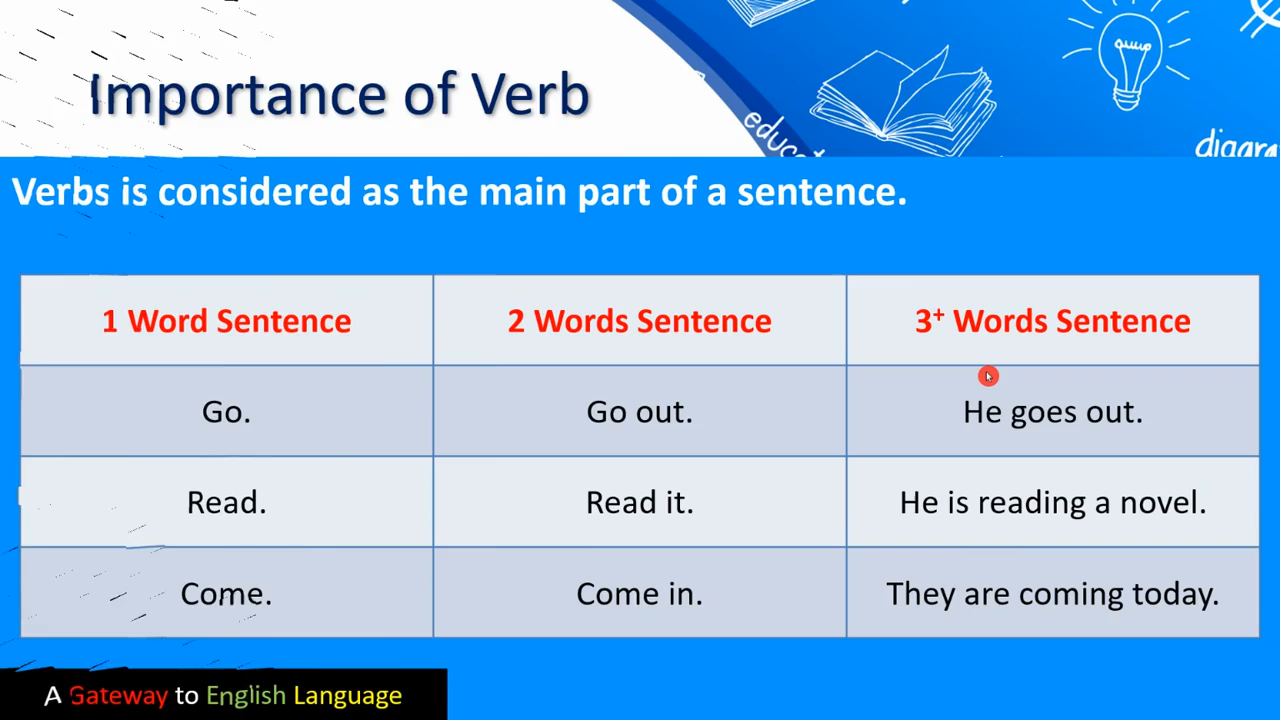 Importance of Verb
educat
diagra
Verbs is considered as the main part of a sentence.
1 Word Sentence
2 Words Sentence
3+ Words Sentence
Go.
Go out.
He goes out.
Read.
Read it.
He is reading a novel.
Come.
Come in.
They are coming today.
A Gateway to English Language